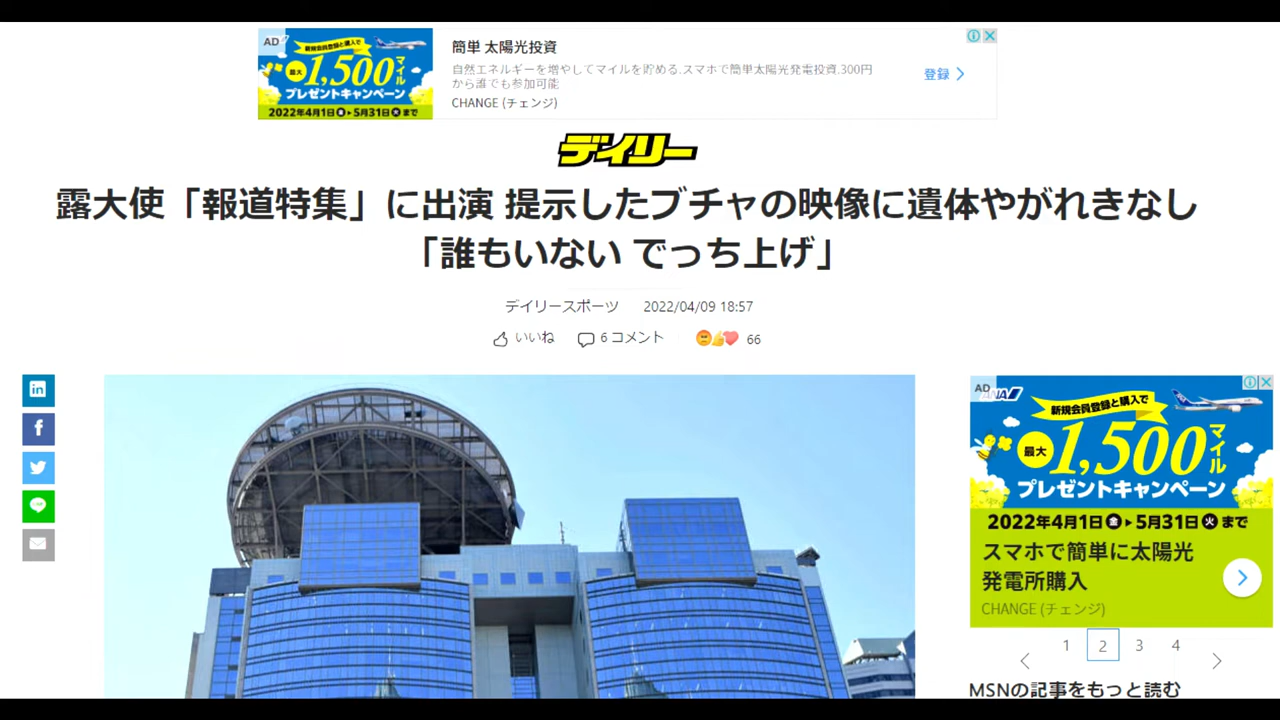 AD
新規会員登録と購入で
最大
1,500マイル
プレゼントキャンペーン
2022年4月1日金▶5月31日火まで
簡単 太陽光投資
自然エネルギーを増やしてマイルを貯める.スマホで簡単太陽光発電投資.300円
から誰でも参加可能
CHANGE (チェンジ)
登録
デイリー
露大使「報道特集」に出演 提示したブチャの映像に遺体やがれきなし
「誰もいない でっち上げ」
デイリースポーツ 2022/04/09 18:57
いいね 6 コメント 66
in
f
AD
ANA
新規会員登録と購入で
最大
1,500マイル
プレゼントキャンペーン
2022年4月1日金▶5月31日火まで
スマホで簡単に太陽光
発電所購入
CHANGE (チェンジ)
1 2 3 4
MSNの記事をもっと読む